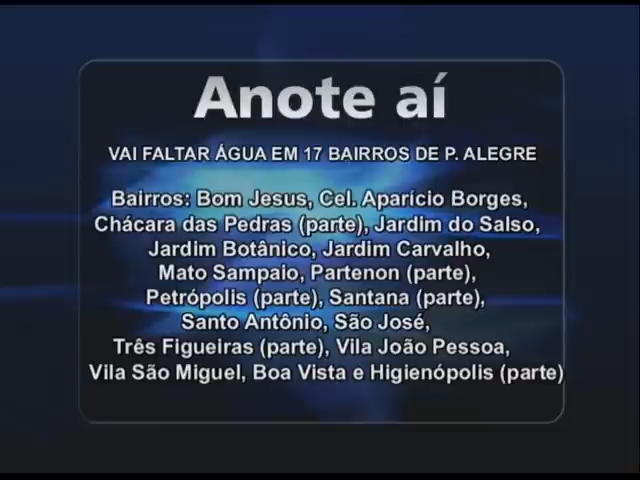 Anote aí
VAI FALTAR ÁGUA EM 17 BAIRROS DE P. ALEGRE
Bairros: Bom Jesus, Cel. Aparício Borges,
Chácara das Pedras (parte), Jardim do Salso,
Jardim Botânico, Jardim Carvalho,
Mato Sampaio, Partenon (parte),
Petrópolis (parte), Santana (parte),
Santo Antônio, São José,
Três Figueiras (parte), Vila João Pessoa,
Vila São Miguel, Boa Vista e Higienópolis (parte)